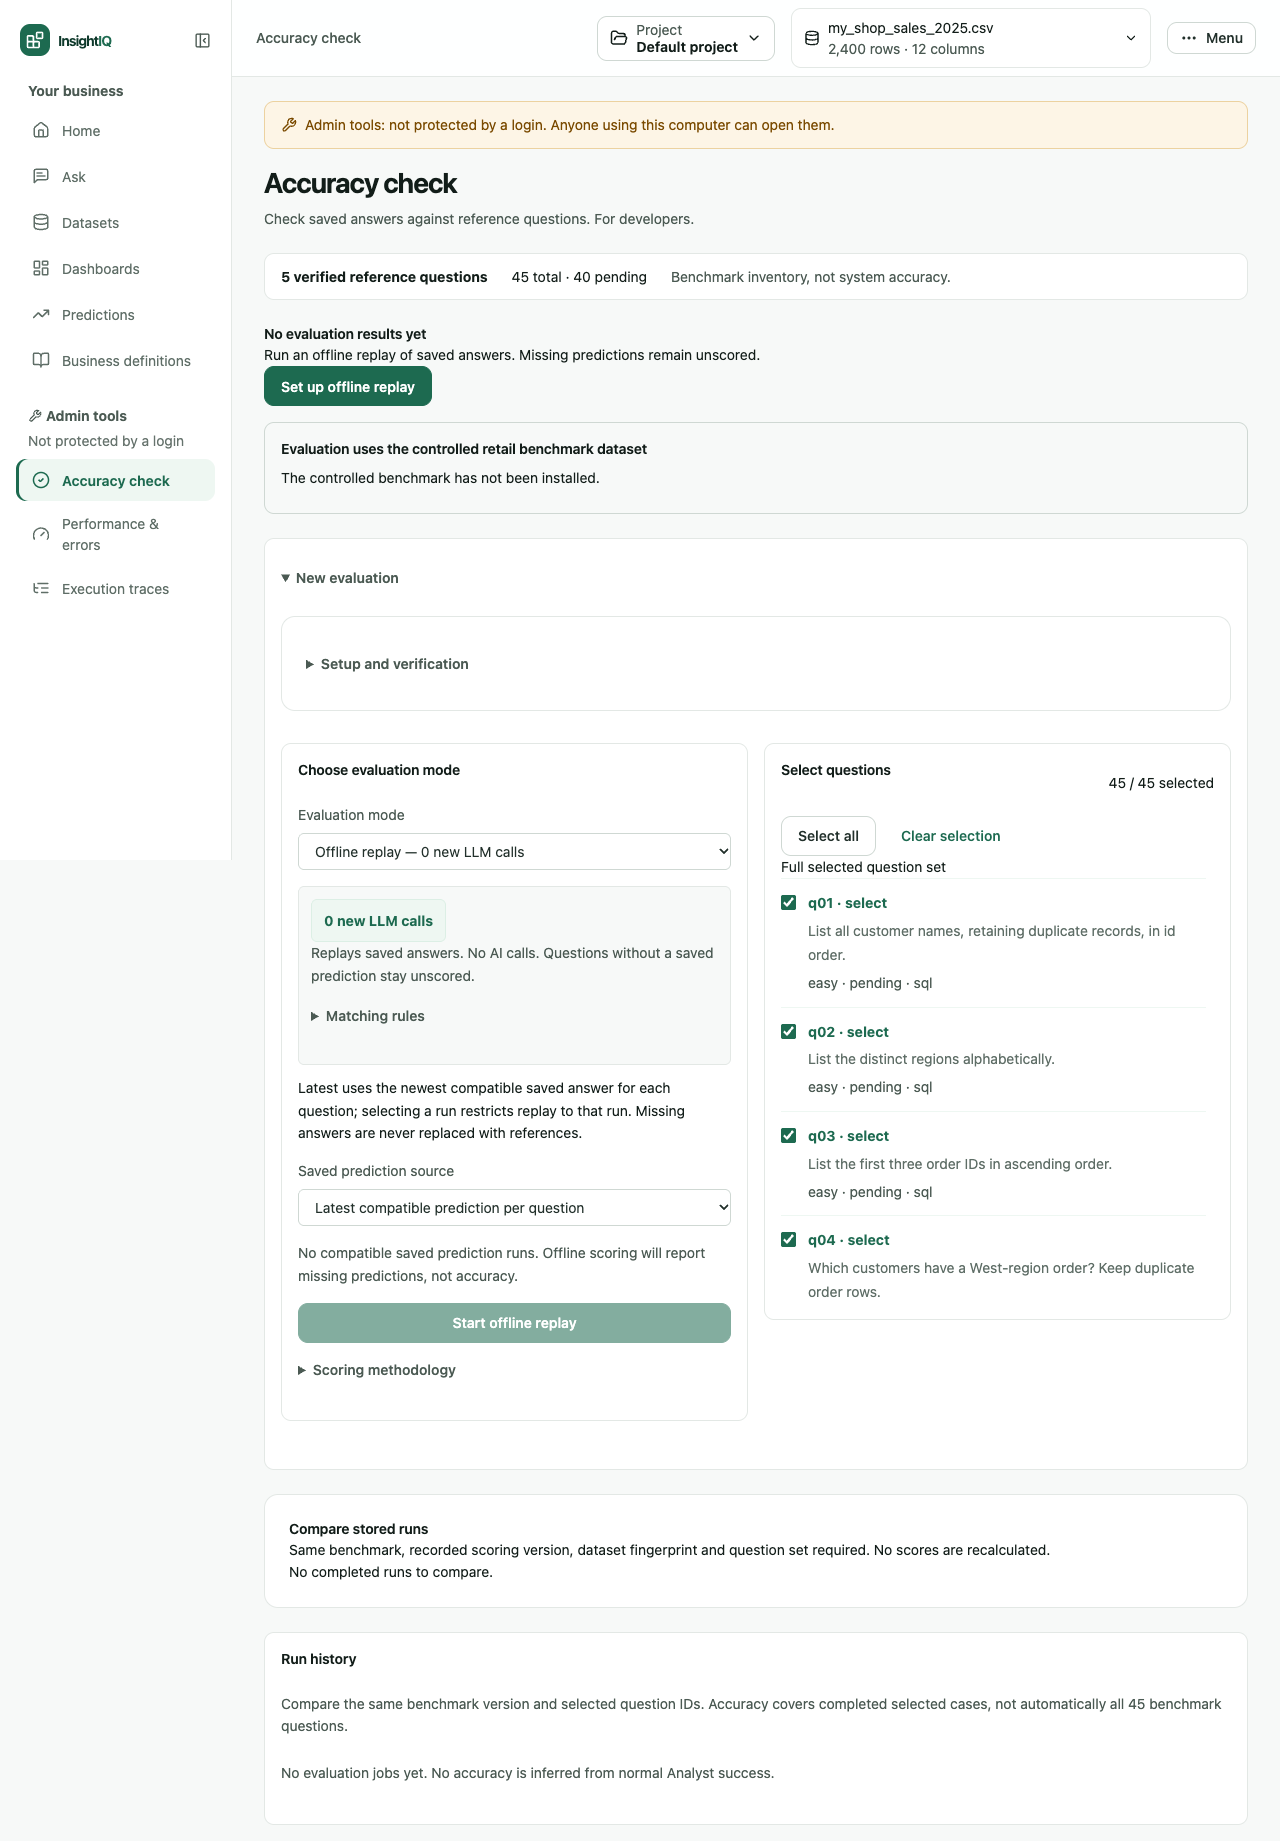 InsightIQ
Your business
Home
Ask
Datasets
Dashboards
Predictions
Business definitions
Admin tools
Not protected by a login
Accuracy check
Performance &
errors
Execution traces
Accuracy check
Project
Default project
my_shop_sales_2025.csv
2,400 rows · 12 columns
Menu
Admin tools: not protected by a login. Anyone using this computer can open them.
Accuracy check
Check saved answers against reference questions. For developers.
5 verified reference questions 45 total · 40 pending Benchmark inventory, not system accuracy.
No evaluation results yet
Run an offline replay of saved answers. Missing predictions remain unscored.
Set up offline replay
Evaluation uses the controlled retail benchmark dataset
The controlled benchmark has not been installed.
New evaluation
Setup and verification
Choose evaluation mode
Evaluation mode
Offline replay — 0 new LLM calls
0 new LLM calls
Replays saved answers. No AI calls. Questions without a saved
prediction stay unscored.
Matching rules
Latest uses the newest compatible saved answer for each
question; selecting a run restricts replay to that run. Missing
answers are never replaced with references.
Saved prediction source
Latest compatible prediction per question
No compatible saved prediction runs. Offline scoring will report
missing predictions, not accuracy.
Start offline replay
Scoring methodology
Select questions
45 / 45 selected
Select all
Clear selection
Full selected question set
q01 · select
List all customer names, retaining duplicate records, in id
order.
easy · pending · sql
q02 · select
List the distinct regions alphabetically.
easy · pending · sql
q03 · select
List the first three order IDs in ascending order.
easy · pending · sql
q04 · select
Which customers have a West-region order? Keep duplicate
order rows.
Compare stored runs
Same benchmark, recorded scoring version, dataset fingerprint and question set required. No scores are recalculated.
No completed runs to compare.
Run history
Compare the same benchmark version and selected question IDs. Accuracy covers completed selected cases, not automatically all 45 benchmark
questions.
No evaluation jobs yet. No accuracy is inferred from normal Analyst success.